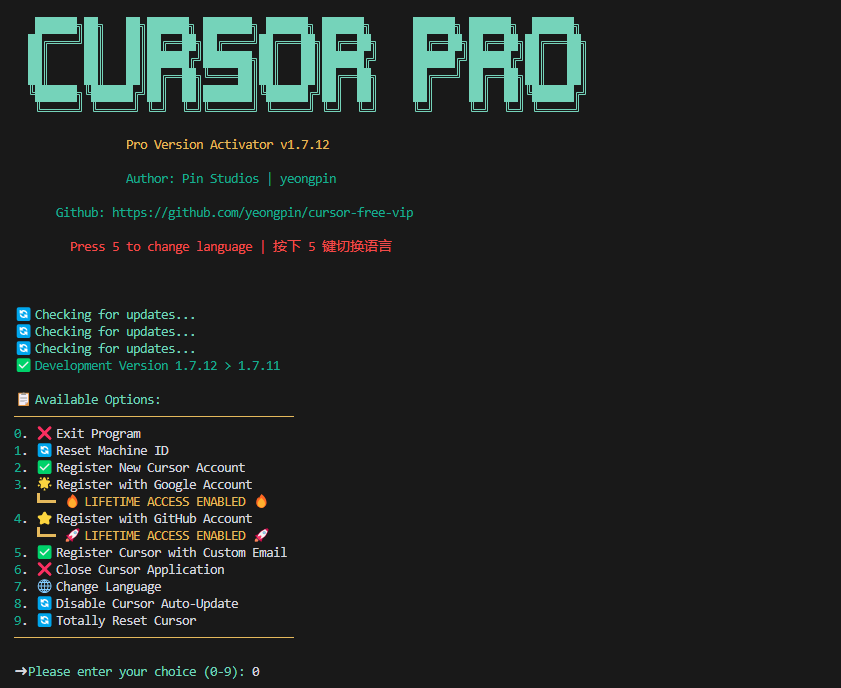 CURSOR PRO
Pro Version Activator v1.7.12
Author: Pin Studios | yeongpin
Github: https://github.com/yeongpin/cursor-free-vip
Press 5 to change language | 按下 5 键切换语言
Checking for updates...
Checking for updates...
Checking for updates...
Development Version 1.7.12 > 1.7.11
Available Options:
0. Exit Program
1. Reset Machine ID
2. Register New Cursor Account
3. Register with Google Account
LIFETIME ACCESS ENABLED
4. Register with GitHub Account
LIFETIME ACCESS ENABLED
5. Register Cursor with Custom Email
6. Close Cursor Application
7. Change Language
8. Disable Cursor Auto-Update
9. Totally Reset Cursor
➜Please enter your choice (0-9): 0